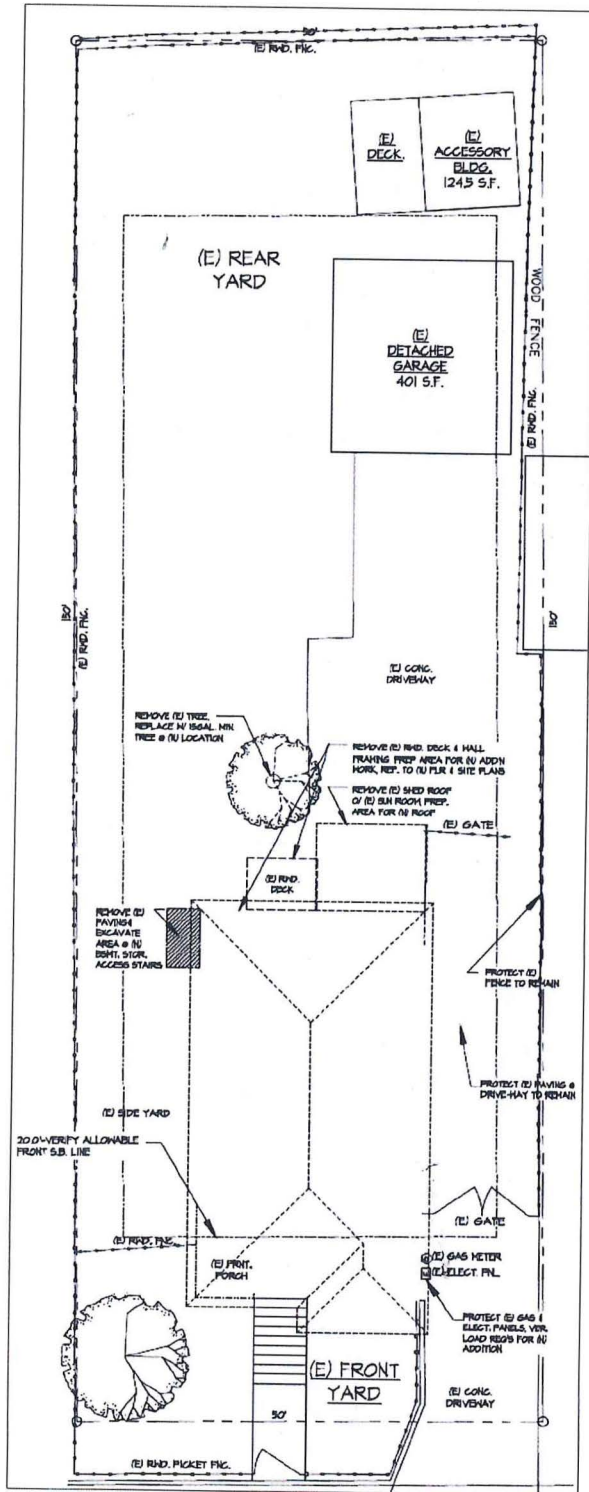 50'
(E) RWD. FNC.
(E)
DECK.
(E)
ACCESSORY
BLDG.
124.5 S.F.
(E) REAR
YARD
WOOD FENCE
(E)
DETACHED
GARAGE
401 S.F.
(E) RWD. FNC.
150'
(E) RWD. FNC.
150'
(E) CONC.
DRIVEWAY
REMOVE (E) TREE,
REPLACE W/ 15GAL. MIN.
TREE @ (N) LOCATION
REMOVE (E) RWD. DECK & WALL
FRAMING PREP AREA FOR (N) ADD'N
WORK, REF. TO (N) FLR & SITE PLANS
REMOVE (E) SHED ROOF
O/ (E) SUN ROOM, PREP.
AREA FOR (N) ROOF
(E) GATE
(E) RWD.
DECK
REMOVE (E)
PAVING &
EXCAVATE
AREA @ (N)
BSMT. STOR.
ACCESS STAIRS
PROTECT (E)
FENCE TO REMAIN
PROTECT (E) PAVING @
DRIVE-WAY TO REMAIN
(E) SIDE YARD
20.0'-VERIFY ALLOWABLE
FRONT S.B. LINE
(E) GATE
(E) RWD. FNC.
(E) FRNT.
PORCH
(E) GAS METER
(E) ELECT. PNL.
PROTECT (E) GAS &
ELECT. PANELS, VER.
LOAD REQ'S FOR (N)
ADDITION
(E) FRONT
YARD
(E) CONC.
DRIVEWAY
50'
(E) RWD. PICKET FNC.